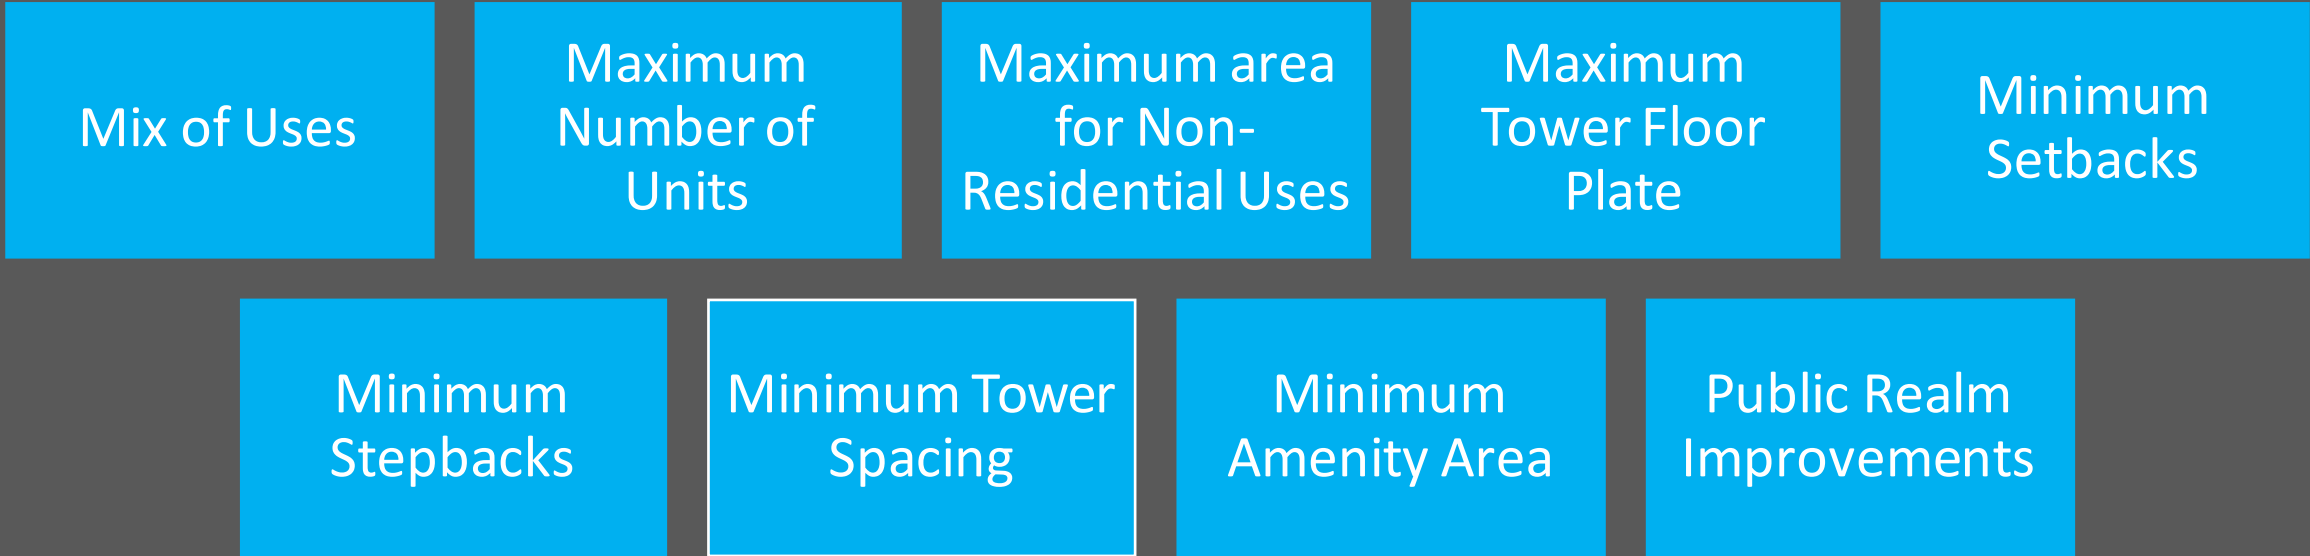 Mix of Uses
Maximum
Number of
Units
Maximum area
for Non-
Residential Uses
Maximum
Tower Floor
Plate
Minimum
Setbacks
Minimum
Stepbacks
Minimum Tower
Spacing
Minimum
Amenity Area
Public Realm
Improvements